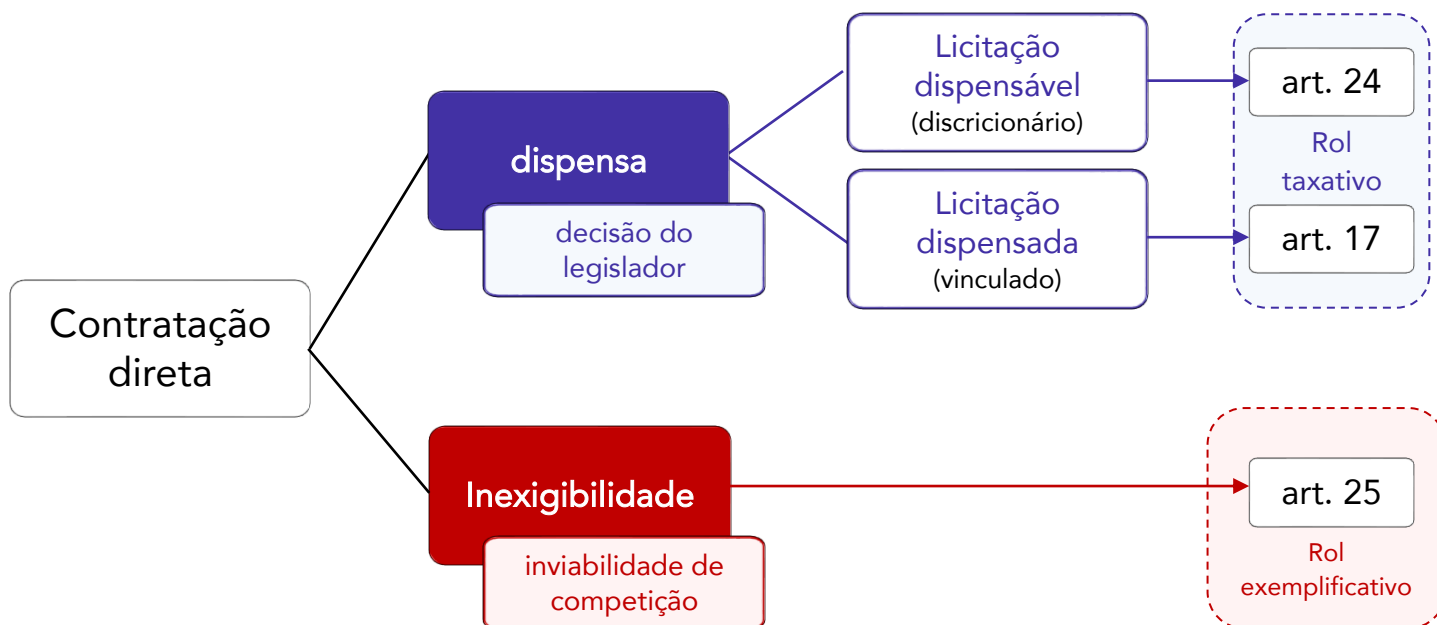 Contratação
direta
dispensa
decisão do
legislador
Licitação
dispensável
(discricionário)
art. 24
Rol
taxativo
Licitação
dispensada
(vinculado)
art. 17
Inexigibilidade
inviabilidade de
competição
art. 25
Rol
exemplificativo